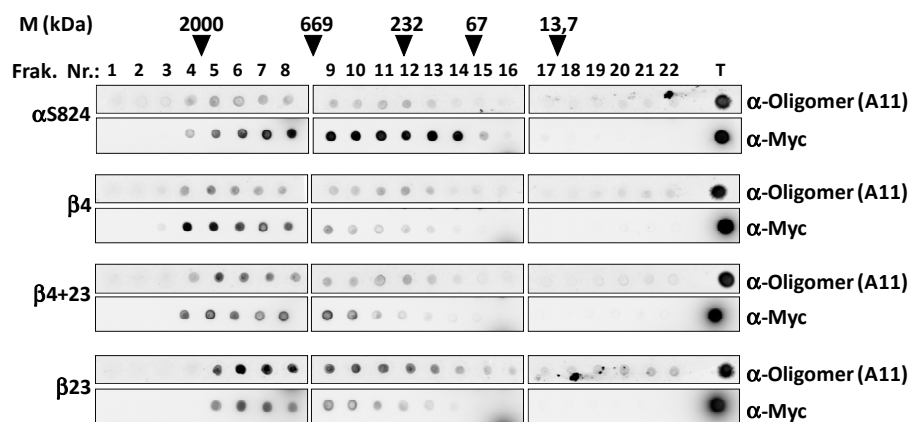 M (kDa) 2000 669 232 67 13,7
Frak. Nr.: 1 2 3 4 5 6 7 8 9 10 11 12 13 14 15 16 17 18 19 20 21 22 T
αS824 α-Oligomer (A11)
α-Myc
β4 α-Oligomer (A11)
α-Myc
β4+23 α-Oligomer (A11)
α-Myc
β23 α-Oligomer (A11)
α-Myc